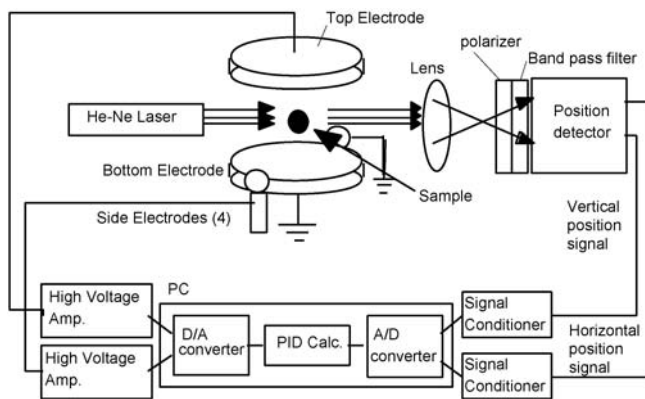 Top Electrode
polarizer
Band pass filter
Lens
He-Ne Laser
Position
detector
Bottom Electrode
Sample
Side Electrodes (4)
Vertical
position
signal
High Voltage
Amp.
PC
D/A
converter
PID Calc.
A/D
converter
Signal
Conditioner
Horizontal
position
signal
High Voltage
Amp.
Signal
Conditioner